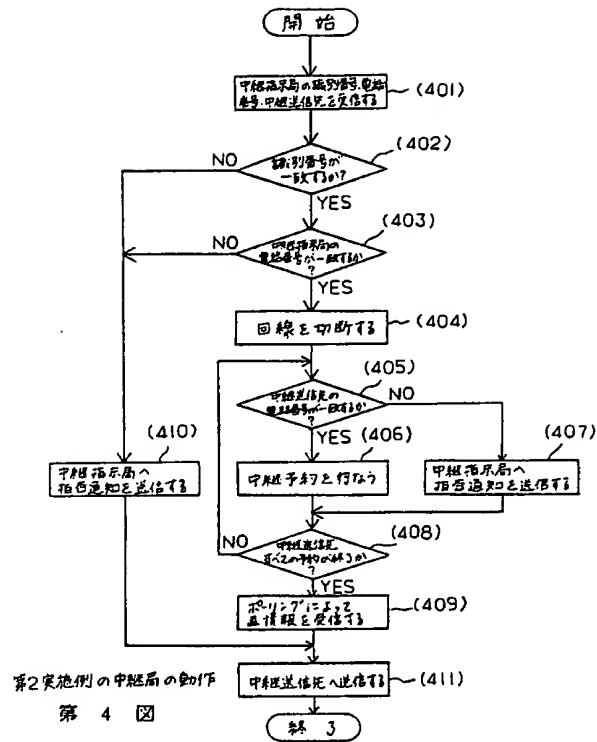 開始
中継指示局の識別番号・電話
番号・中継送信先を受信する
(401)
(402)
識別番号が
一致するか?
NO
YES
(403)
中継指示局の
電話番号が一致するか
?
NO
YES
回線を切断する
(404)
(405)
中継送信先の
電話番号が一致するか
?
NO
YES
(406)
中継予約を行なう
(407)
中継指示局へ
拒否通知を送信する
(410)
中継指示局へ
拒否通知を送信する
(408)
中継送信先
すべての予約が終了か
?
NO
YES
ポーリングによって
画情報を受信する
(409)
中継送信先へ送信する
(411)
終了
第2実施例の中継局の動作
第 4 図